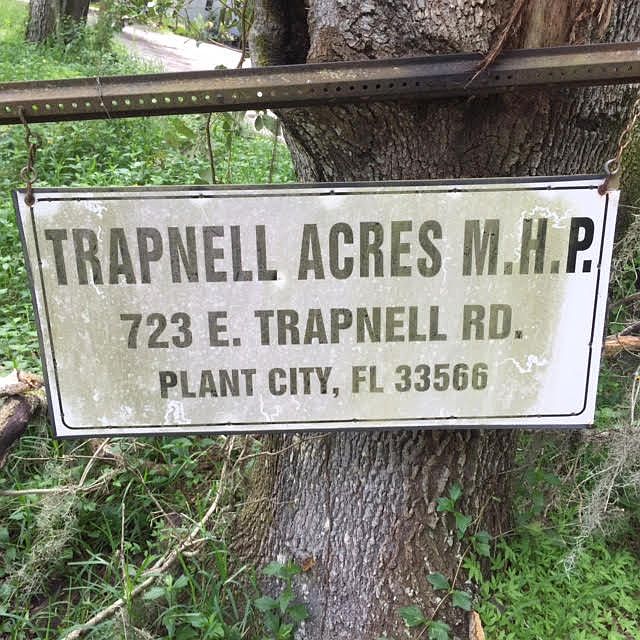 TRAPNELL ACRES M.H.P.
723 E. TRAPNELL RD.
PLANT CITY, FL 33566